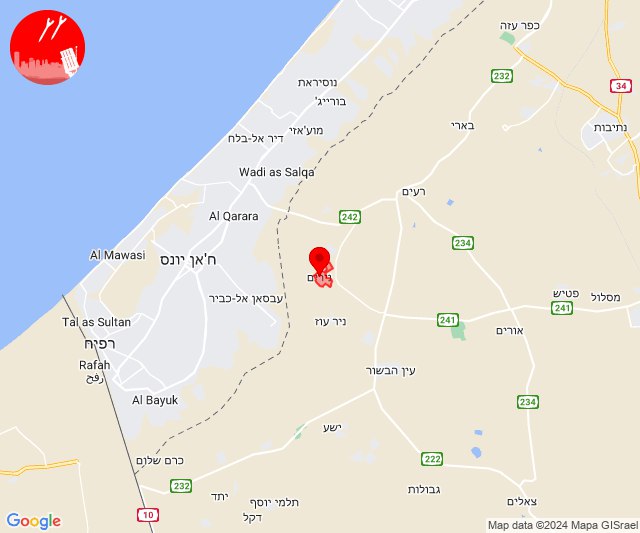 כפר עזה
232
34
נוסיראת
בורייג'
נתיבות
מוע'אזי
בארי
דיר אל-בלח
Wadi as Salqa
רעים
Al Qarara
242
234
Al Mawasi
ח'אן יונס
עבסאן אל-כביר
פטיש
מסלול
241
241
Tal as Sultan
ניר עוז
אורים
רפיח
Rafah
رفح
עין הבשור
Al Bayuk
234
ישע
כרם שלום
222
232
יתד
תלמי יוסף
דקל
גבולות
צאלים
10
Google
Map data ©2024 Mapa GISrael